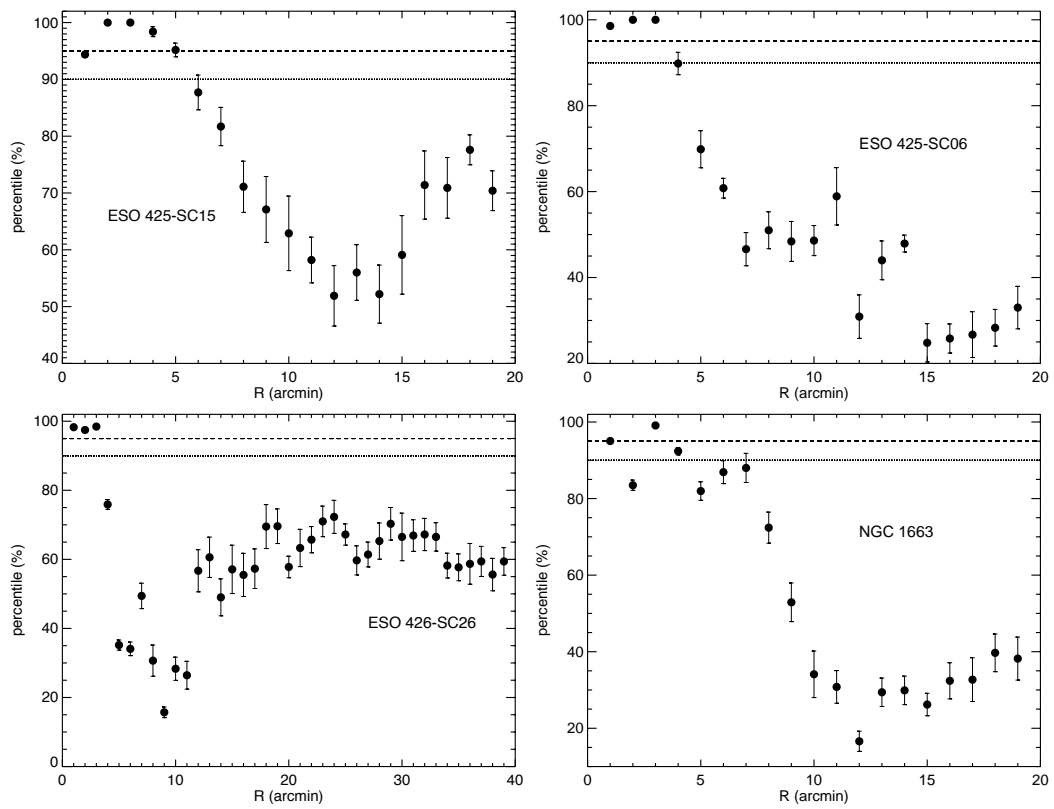 100
90
80
70
60
50
40
percentile (%)
ESO 425-SC15
0 5 10 15 20
R (arcmin)
100
80
60
40
20
percentile (%)
ESO 425-SC06
0 5 10 15 20
R (arcmin)
100
80
60
40
20
0
percentile (%)
ESO 426-SC26
0 10 20 30 40
R (arcmin)
100
80
60
40
20
percentile (%)
NGC 1663
0 5 10 15 20
R (arcmin)